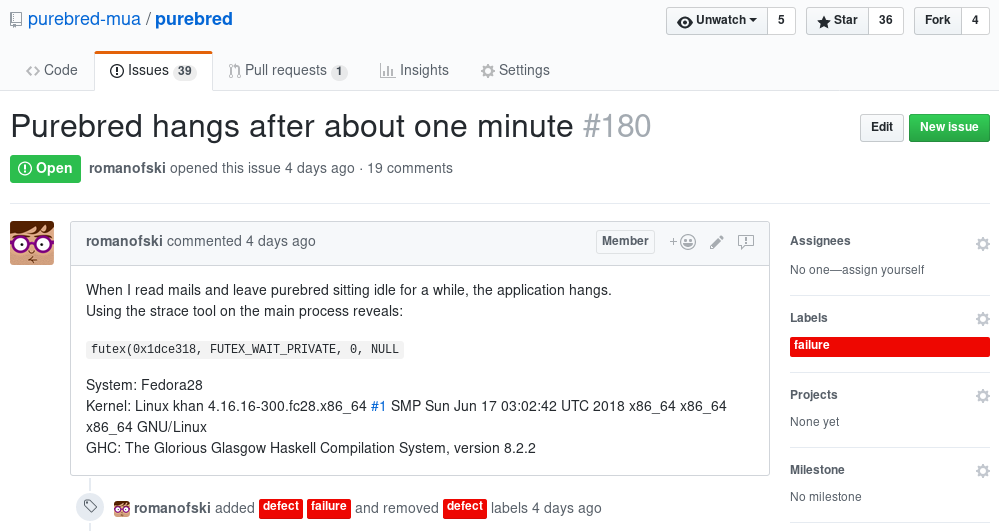 purebred-mua / purebred
Unwatch 5 Star 36 Fork 4
Code Issues 39 Pull requests 1 Insights Settings
Purebred hangs after about one minute #180
Edit New issue
Open romanofski opened this issue 4 days ago · 19 comments
romanofski commented 4 days ago
Member
When I read mails and leave purebred sitting idle for a while, the application hangs.
Using the strace tool on the main process reveals:
futex(0x1dce318, FUTEX_WAIT_PRIVATE, 0, NULL
System: Fedora28
Kernel: Linux khan 4.16.16-300.fc28.x86_64 #1 SMP Sun Jun 17 03:02:42 UTC 2018 x86_64 x86_64
x86_64 GNU/Linux
GHC: The Glorious Glasgow Haskell Compilation System, version 8.2.2
romanofski added defect failure and removed defect labels 4 days ago
Assignees
No one—assign yourself
Labels
failure
Projects
None yet
Milestone
No milestone